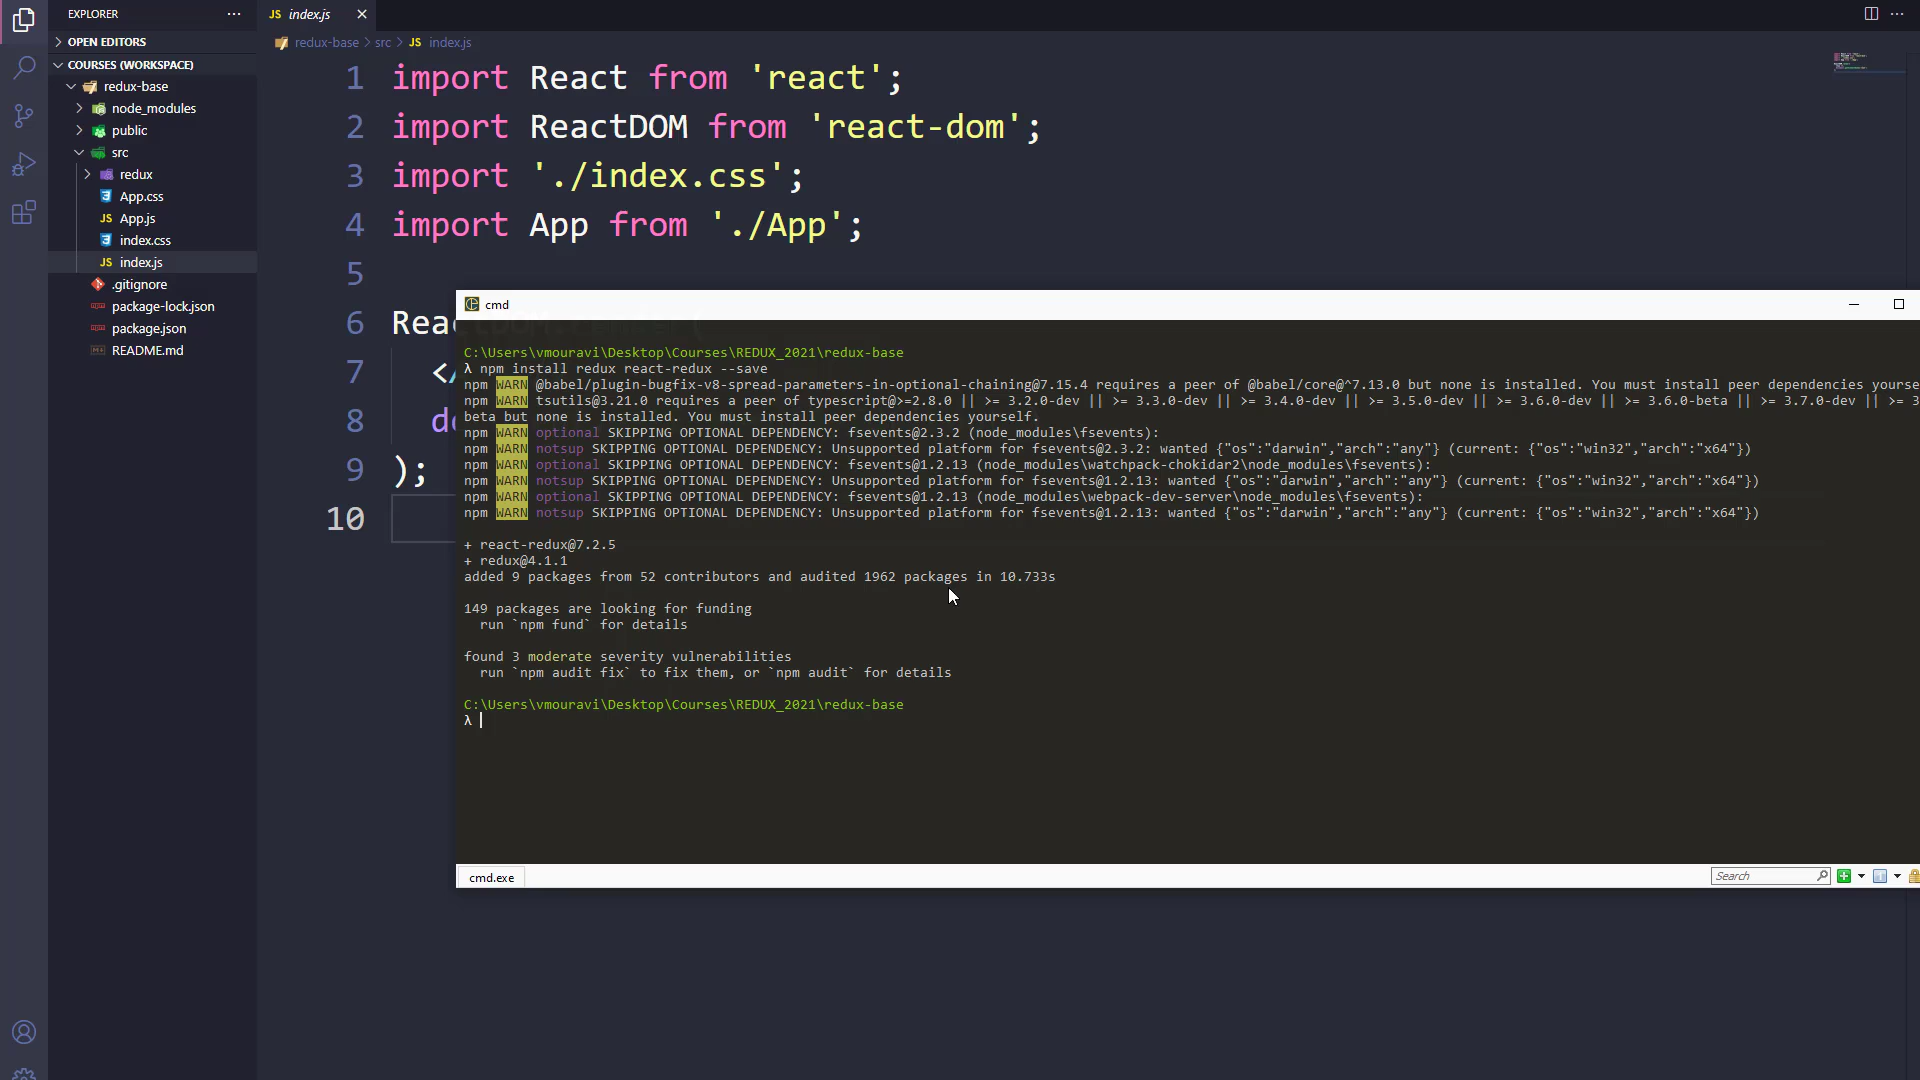 EXPLORER
OPEN EDITORS
COURSES (WORKSPACE)
redux-base
node_modules
public
src
redux
App.css
App.js
index.css
index.js
.gitignore
package-lock.json
package.json
README.md
JS index.js
redux-base > src > JS index.js
1 import React from 'react';
2 import ReactDOM from 'react-dom';
3 import './index.css';
4 import App from './App';
5
6
7 <
8
9 );
10
cmd
C:\Users\vmouravi\Desktop\Courses\REDUX_2021\redux-base
λ npm install redux react-redux --save
npm WARN @babel/plugin-bugfix-v8-spread-parameters-in-optional-chaining@7.15.4 requires a peer of @babel/core@^7.13.0 but none is installed. You must install peer dependencies yourse
npm WARN tsutils@3.21.0 requires a peer of typescript@>=2.8.0 || >= 3.2.0-dev || >= 3.3.0-dev || >= 3.4.0-dev || >= 3.5.0-dev || >= 3.6.0-dev || >= 3.6.0-beta || >= 3.7.0-dev || >= 3
beta but none is installed. You must install peer dependencies yourself.
npm WARN optional SKIPPING OPTIONAL DEPENDENCY: fsevents@2.3.2 (node_modules\fsevents):
npm WARN notsup SKIPPING OPTIONAL DEPENDENCY: Unsupported platform for fsevents@2.3.2: wanted {"os":"darwin","arch":"any"} (current: {"os":"win32","arch":"x64"})
npm WARN optional SKIPPING OPTIONAL DEPENDENCY: fsevents@1.2.13 (node_modules\watchpack-chokidar2\node_modules\fsevents):
npm WARN notsup SKIPPING OPTIONAL DEPENDENCY: Unsupported platform for fsevents@1.2.13: wanted {"os":"darwin","arch":"any"} (current: {"os":"win32","arch":"x64"})
npm WARN optional SKIPPING OPTIONAL DEPENDENCY: fsevents@1.2.13 (node_modules\webpack-dev-server\node_modules\fsevents):
npm WARN notsup SKIPPING OPTIONAL DEPENDENCY: Unsupported platform for fsevents@1.2.13: wanted {"os":"darwin","arch":"any"} (current: {"os":"win32","arch":"x64"})
+ react-redux@7.2.5
+ redux@4.1.1
added 9 packages from 52 contributors and audited 1962 packages in 10.733s
149 packages are looking for funding
run `npm fund` for details
found 3 moderate severity vulnerabilities
run `npm audit fix` to fix them, or `npm audit` for details
C:\Users\vmouravi\Desktop\Courses\REDUX_2021\redux-base
λ
cmd.exe
Search